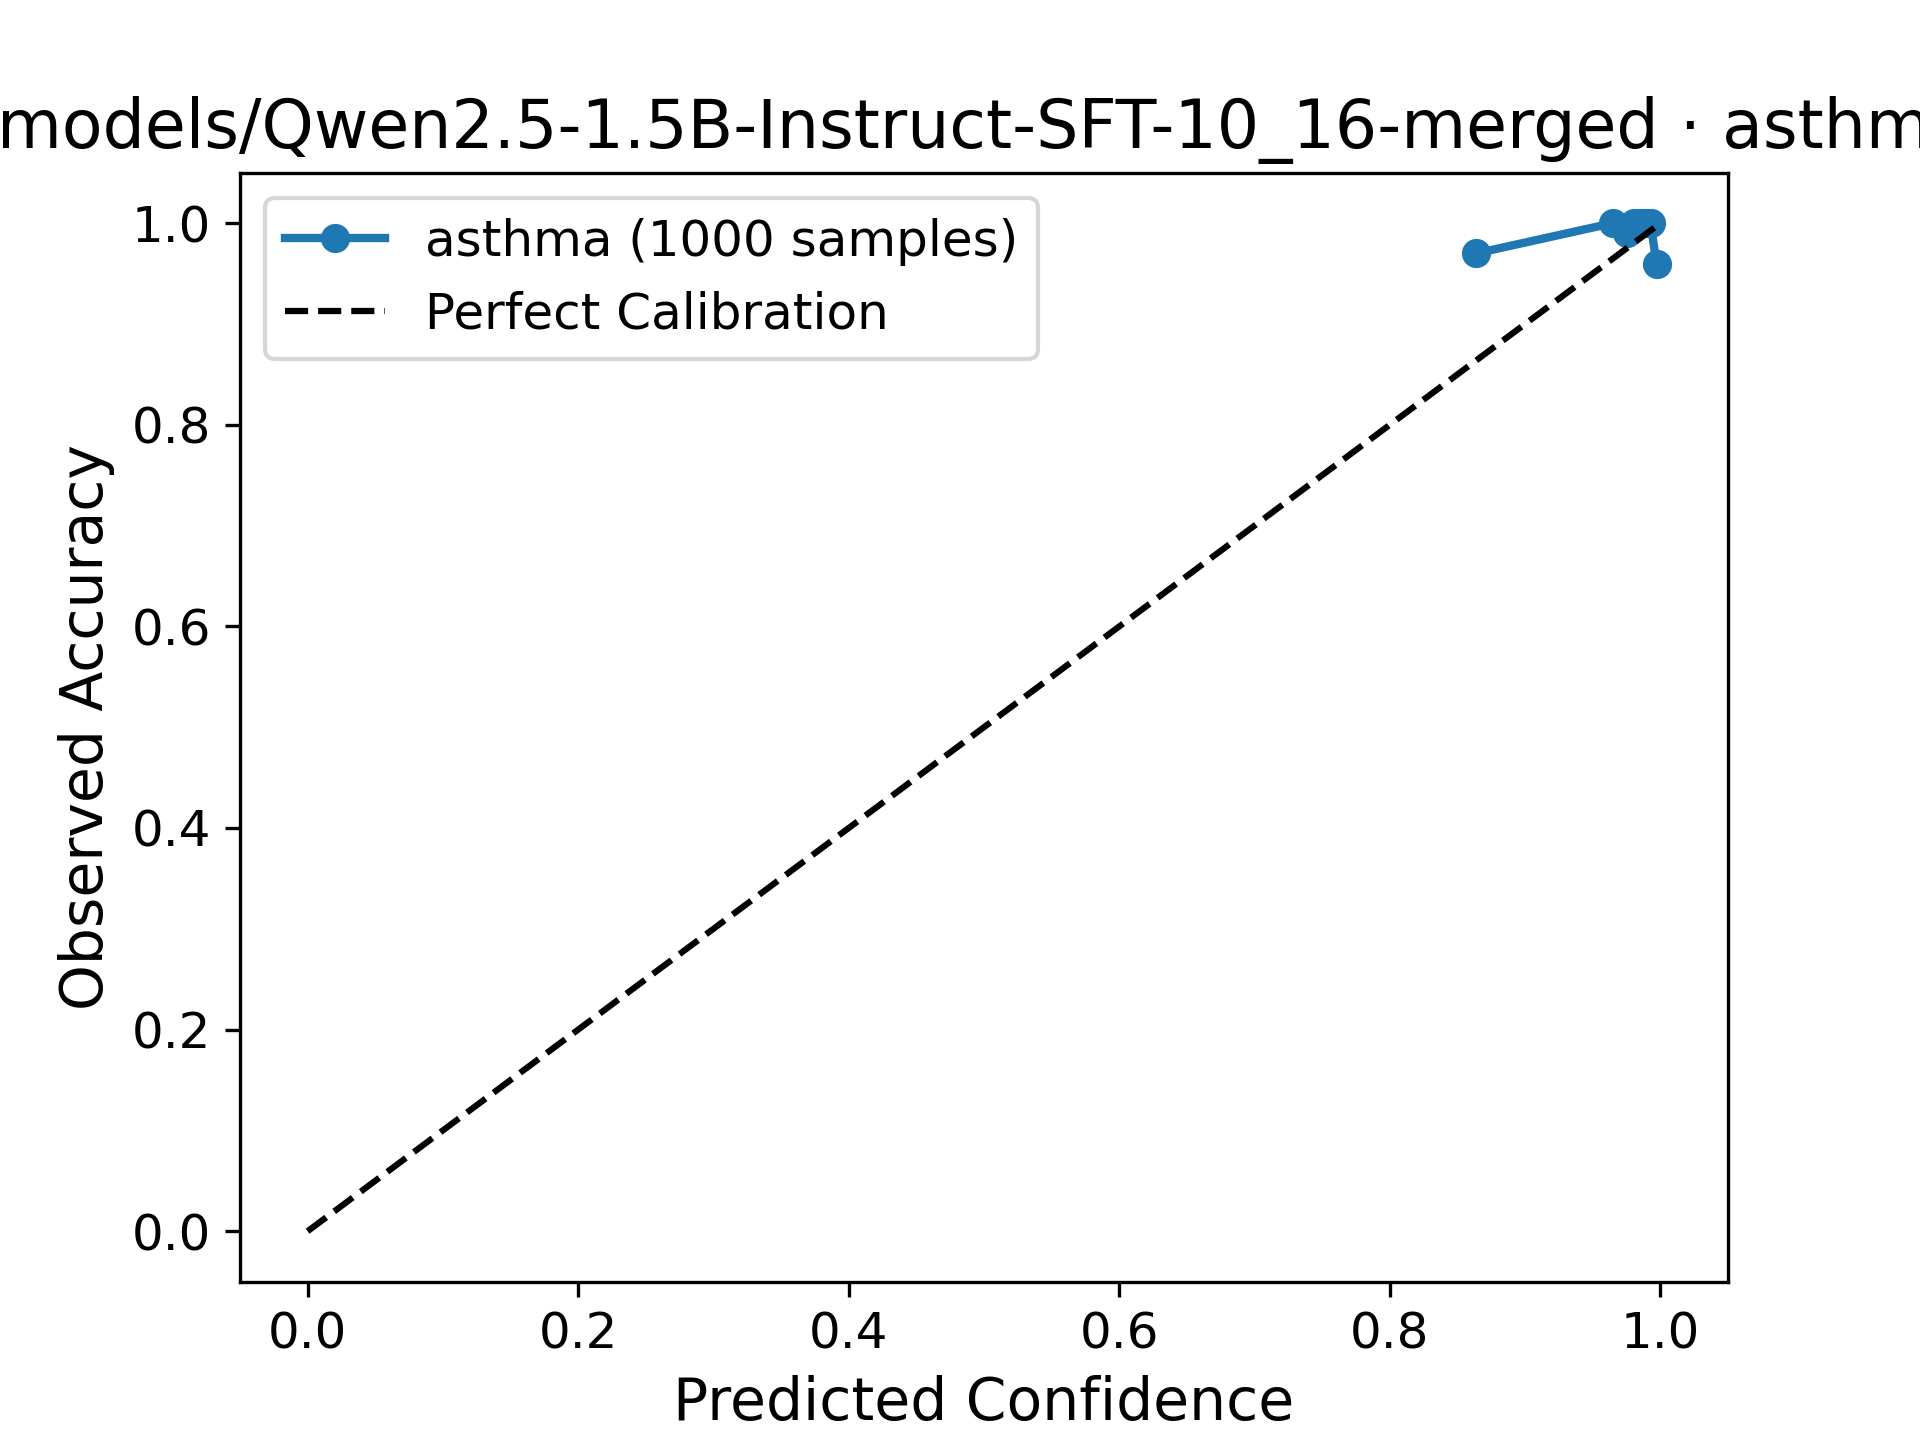 models/Qwen2.5-1.5B-Instruct-SFT-10_16-merged · asthm
asthma (1000 samples)
Perfect Calibration
1.0
0.8
0.6
0.4
0.2
0.0
Observed Accuracy
0.0 0.2 0.4 0.6 0.8 1.0
Predicted Confidence